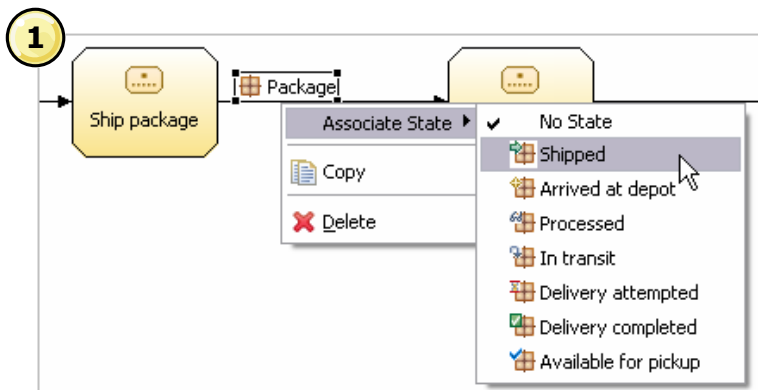 1
Package
Ship package
Associate State
No State
Shipped
Copy
Arrived at depot
Delete
Processed
In transit
Delivery attempted
Delivery completed
Available for pickup